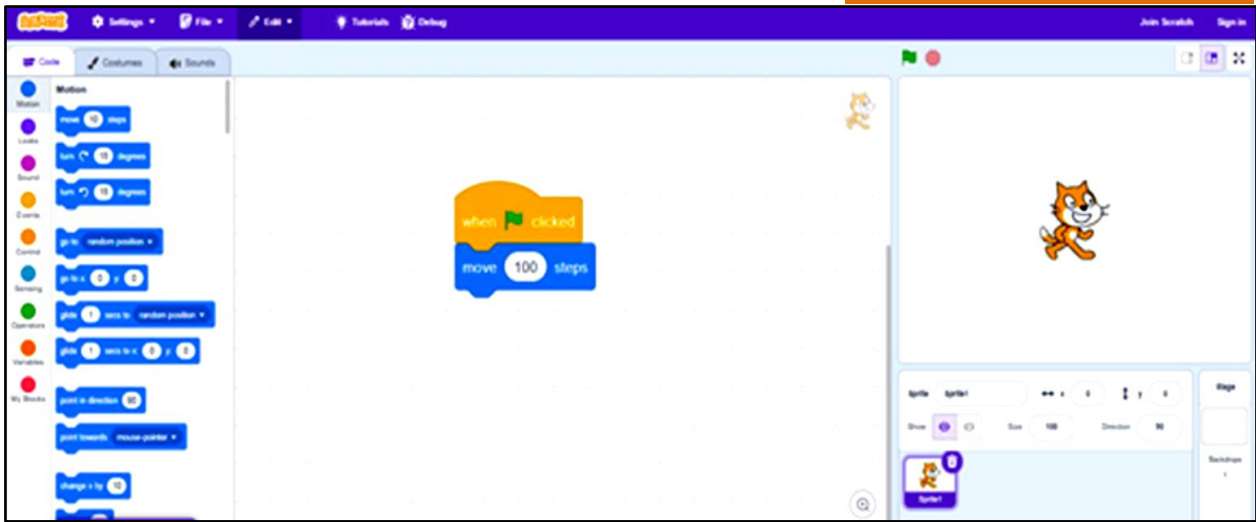 SCRATCH
Settings File Edit Tutorials Debug Join Scratch Sign in
Code Costumes Sounds
Motion
Looks
Sound
Events
Control
Sensing
Operators
Variables
My Blocks
Motion
move 10 steps
turn 15 degrees
turn 15 degrees
go to random position
go to x: 0 y: 0
glide 1 secs to random position
glide 1 secs to x: 0 y: 0
point in direction 90
point towards mouse-pointer
change x by 10
when clicked
move 100 steps
Sprite Sprite1 x 0 y 0
Show Size 100 Direction 90
Sprite1
Stage
Backdrops
1